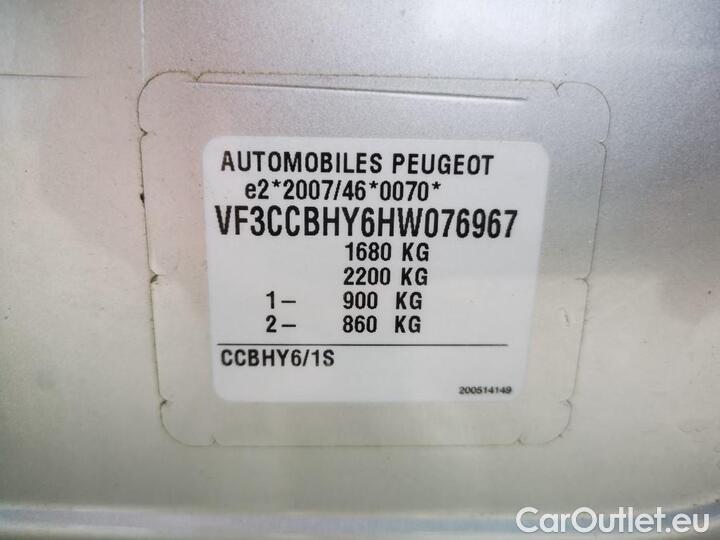 AUTOMOBILES PEUGEOT
e2*2007/46*0070*
VF3CCBHY6HW076967
1680 KG
2200 KG
1- 900 KG
2- 860 KG
CCBHY6/1S
200514149
CarOutlet.eu